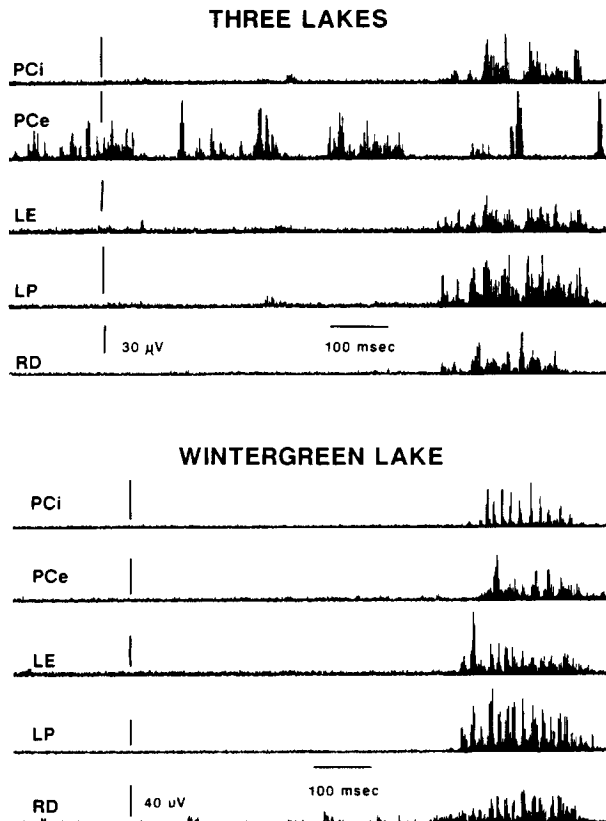 THREE LAKES
PCi
PCe
LE
LP
30 µV
100 msec
RD
WINTERGREEN LAKE
PCi
PCe
LE
LP
100 msec
RD
40 uV